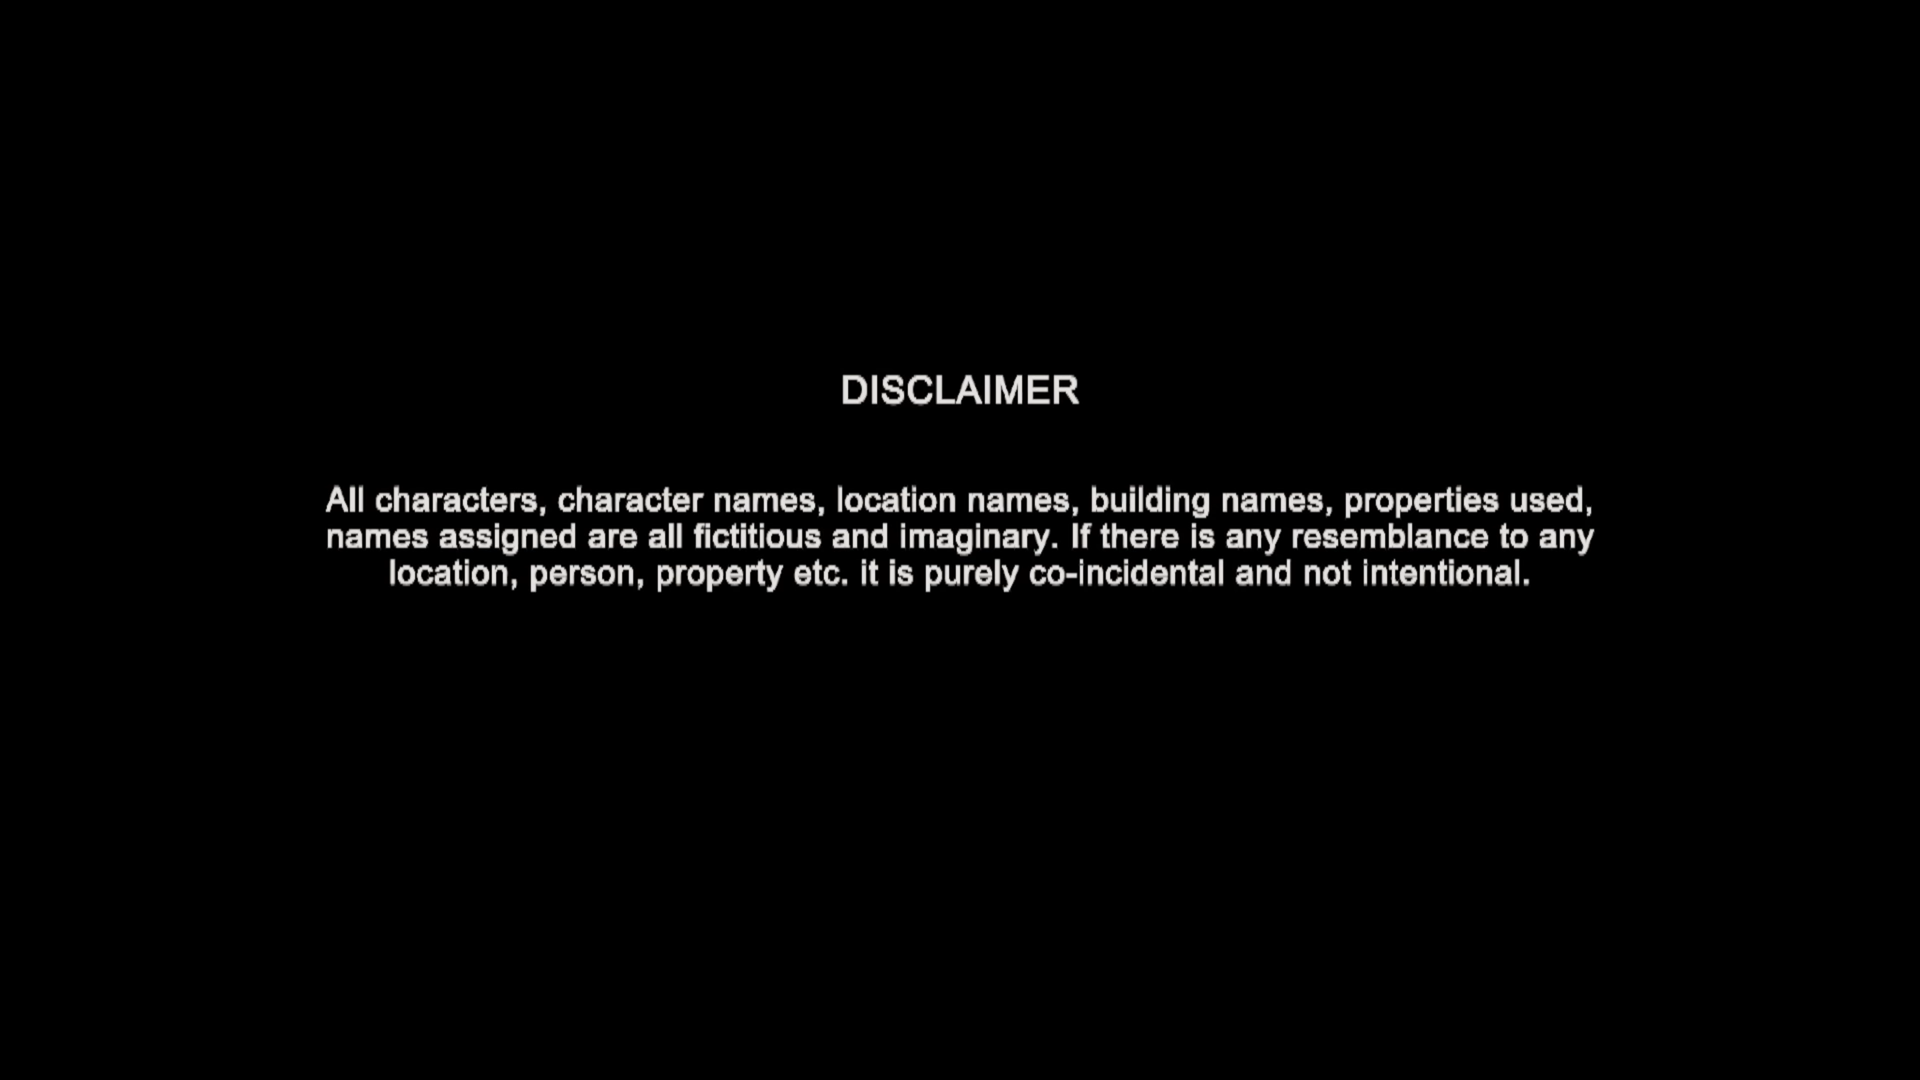 DISCLAIMER
All characters, character names, location names, building names, properties used,
names assigned are all fictitious and imaginary. If there is any resemblance to any
location, person, property etc. it is purely co-incidental and not intentional.